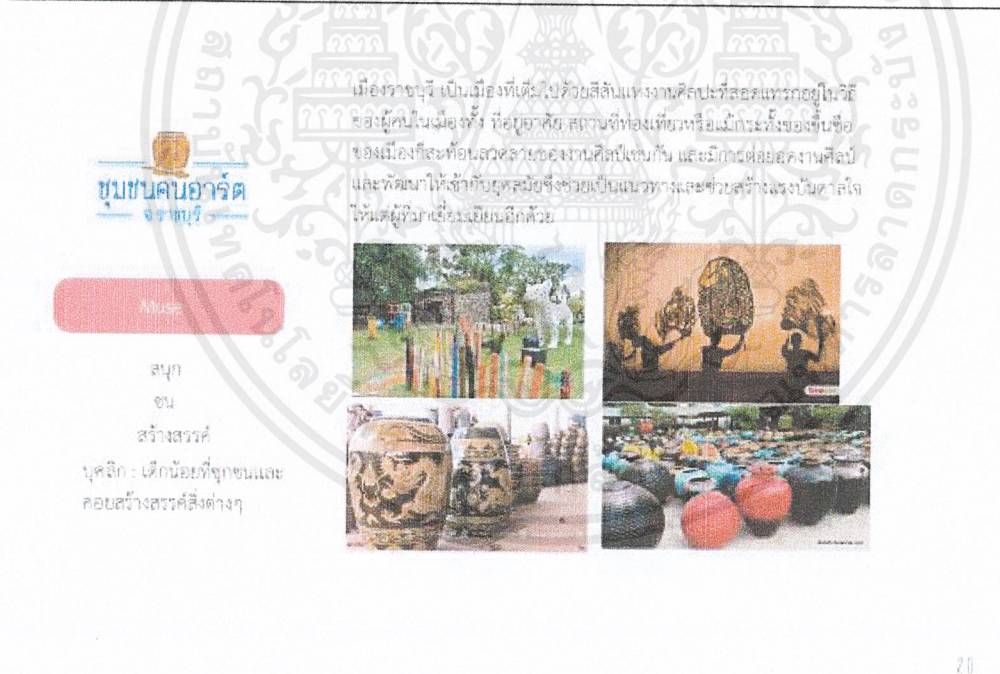 เมืองราชบุรี เป็นเมืองที่เต็มไปด้วยสีสันแห่งงานศิลปะที่สอดแทรกอยู่ในวิถี
ของผู้คนในเมืองทั้ง ที่อยู่อาศัย สถานที่ท่องเที่ยวหรือแม้กระทั่งของขึ้นชื่อ
ของเมืองก็สะท้อนลวดลายของงานศิลป์เช่นกัน และมีการต่อยอดงานศิลป์
และพัฒนาให้เข้ากับยุคสมัยซึ่งช่วยเป็นแนวทางและช่วยสร้างแรงบันดาลใจ
ให้แต่ผู้ที่มาเยี่ยมเยียนอีกด้วย
ชุมชนคนอาร์ต
จ.ราชบุรี
Muse
สนุก
ซน
สร้างสรรค์
บุคลิก : เด็กน้อยที่ซุกซนและ
คอยสร้างสรรค์สิ่งต่างๆ
20